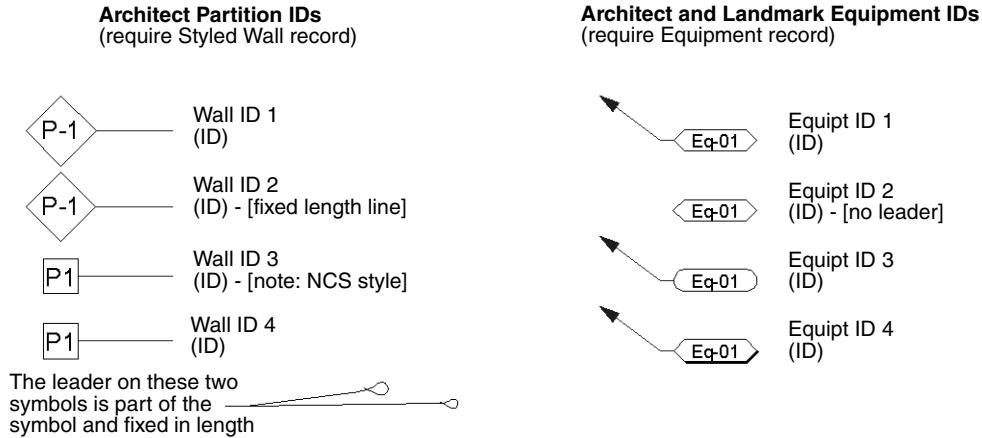 Architect Partition IDs
(require Styled Wall record)
P-1
Wall ID 1
(ID)
P-1
Wall ID 2
(ID) - [fixed length line]
P1
Wall ID 3
(ID) - [note: NCS style]
P1
Wall ID 4
(ID)
The leader on these two
symbols is part of the
symbol and fixed in length
Architect and Landmark Equipment IDs
(require Equipment record)
Eq-01
Equipt ID 1
(ID)
Eq-01
Equipt ID 2
(ID) - [no leader]
Eq-01
Equipt ID 3
(ID)
Eq-01
Equipt ID 4
(ID)